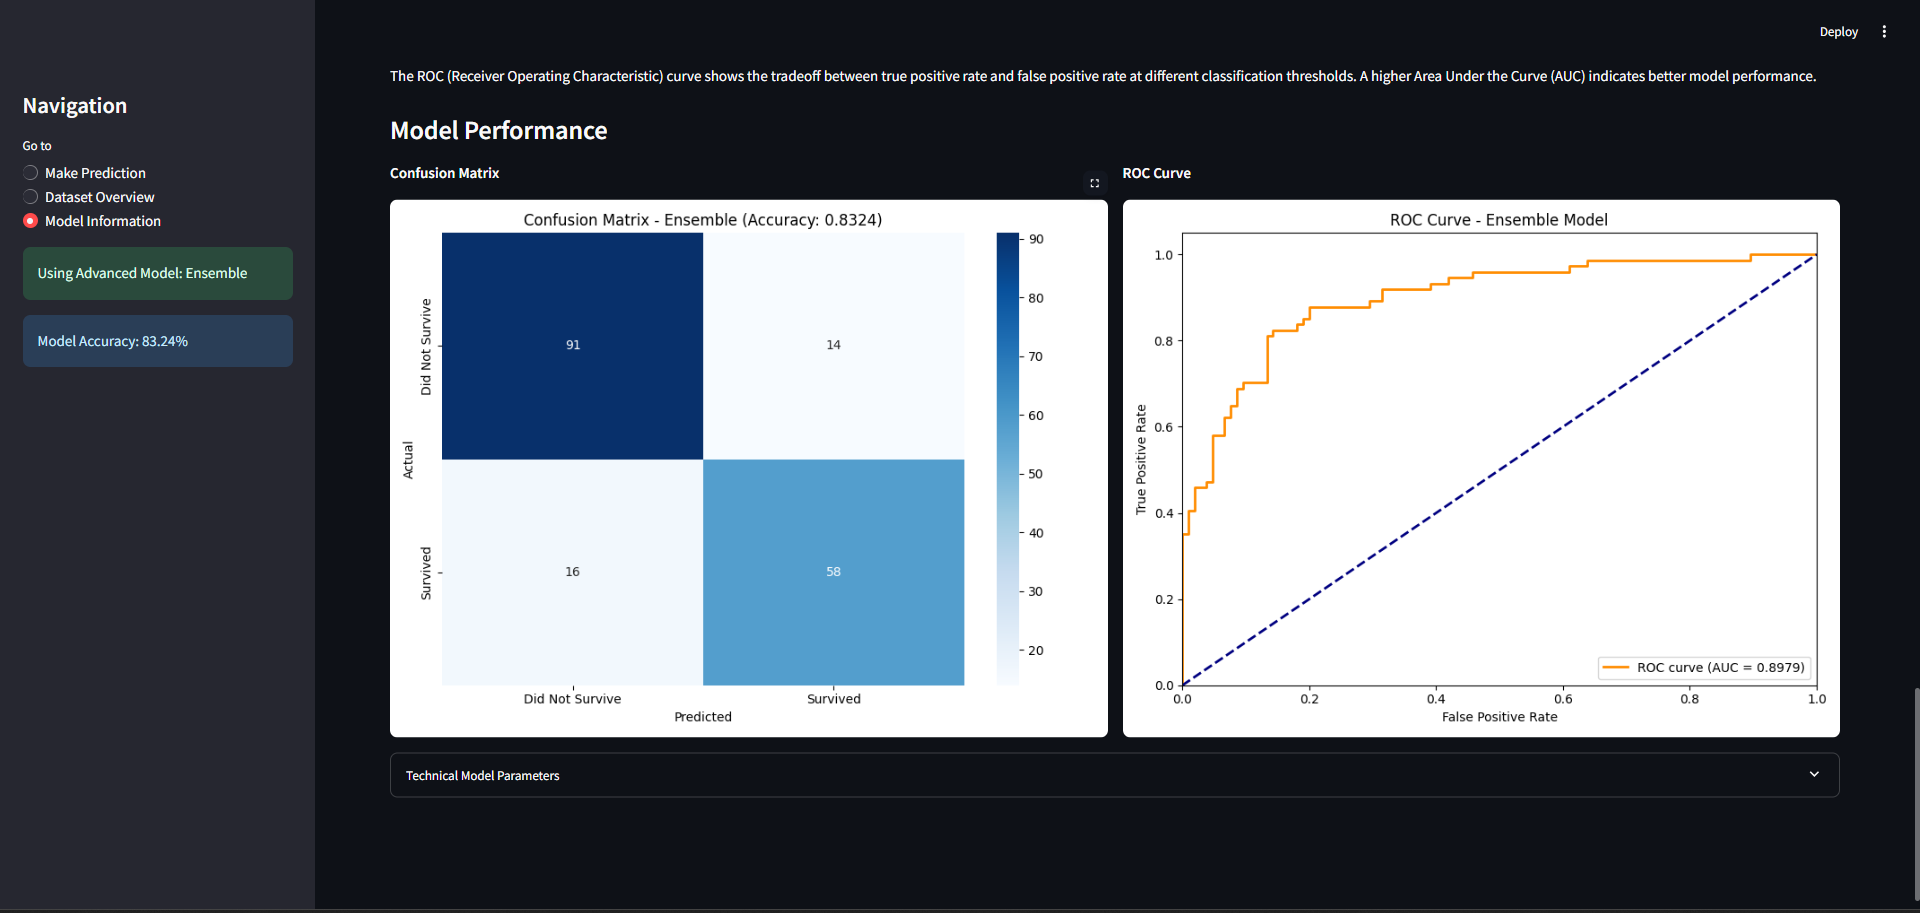 Deploy
Navigation
Go to
Make Prediction
Dataset Overview
Model Information
Using Advanced Model: Ensemble
Model Accuracy: 83.24%
The ROC (Receiver Operating Characteristic) curve shows the tradeoff between true positive rate and false positive rate at different classification thresholds. A higher Area Under the Curve (AUC) indicates better model performance.
Model Performance
Confusion Matrix
Confusion Matrix - Ensemble (Accuracy: 0.8324)
Actual
Did Not Survive
Survived
91
14
16
58
Did Not Survive
Survived
Predicted
90
80
70
60
50
40
30
20
ROC Curve
ROC Curve - Ensemble Model
True Positive Rate
1.0
0.8
0.6
0.4
0.2
0.0
ROC curve (AUC = 0.8979)
0.0
0.2
0.4
0.6
0.8
1.0
False Positive Rate
Technical Model Parameters